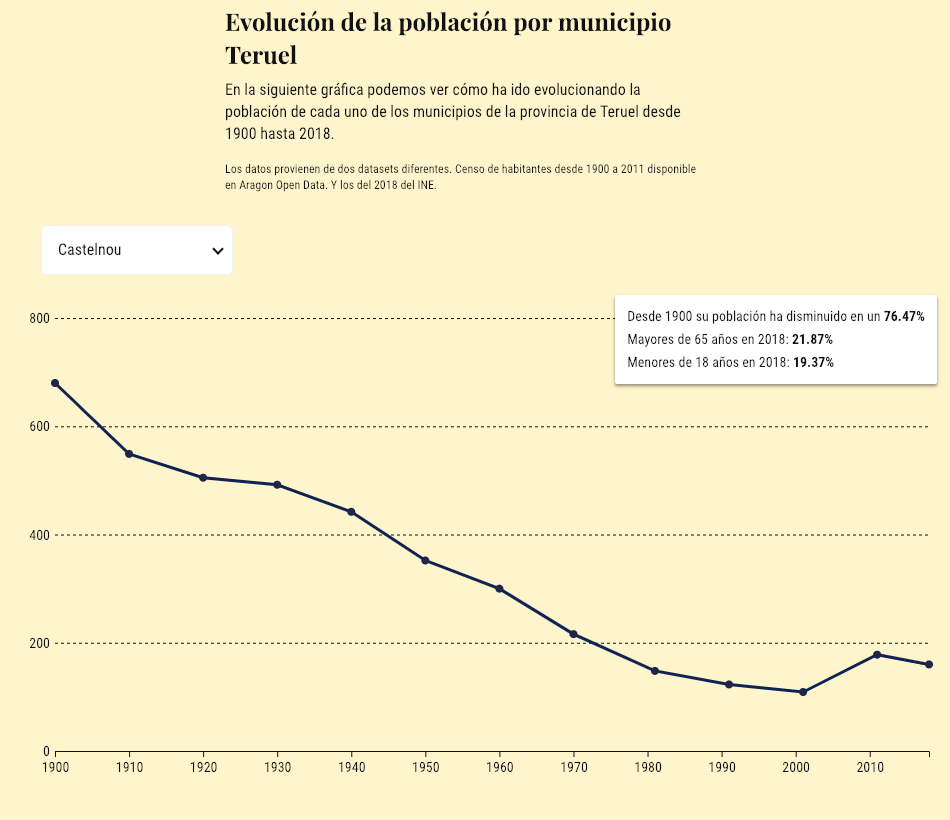 Evolución de la población por municipio
Teruel
En la siguiente gráfica podemos ver cómo ha ido evolucionando la
población de cada uno de los municipios de la provincia de Teruel desde
1900 hasta 2018.
Los datos provienen de dos datasets diferentes. Censo de habitantes desde 1900 a 2011 disponible
en Aragon Open Data. Y los del 2018 del INE.
Castelnou
Desde 1900 su población ha disminuido en un 76.47%
Mayores de 65 años en 2018: 21.87%
Menores de 18 años en 2018: 19.37%
800
600
400
200
0
1900 1910 1920 1930 1940 1950 1960 1970 1980 1990 2000 2010